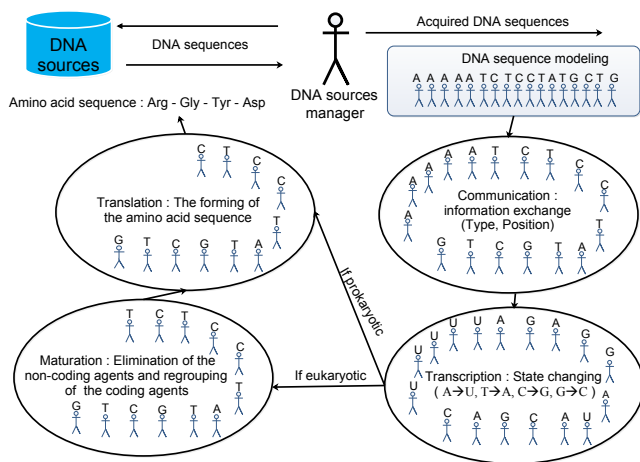 DNA sources
DNA sequences
DNA sources manager
Acquired DNA sequences
DNA sequence modeling
A A A A A T C T C C T A T G C T G
Amino acid sequence : Arg - Gly - Tyr - Asp
C T C C
Translation : The forming of
the amino acid sequence
T
G T C G T A
A A A A A T C T C C
Communication :
information exchange
(Type, Position)
T
G T C G T A
If prokaryotic
If eukaryotic
T C T C C
Maturation : Elimination of the
non-coding agents and regrouping
of the coding agents
T
G T C G T A
U U U U U A G A G G
Transcription : State changing
( A→U, T→A, C→G, G→C )
A
C A G C A U